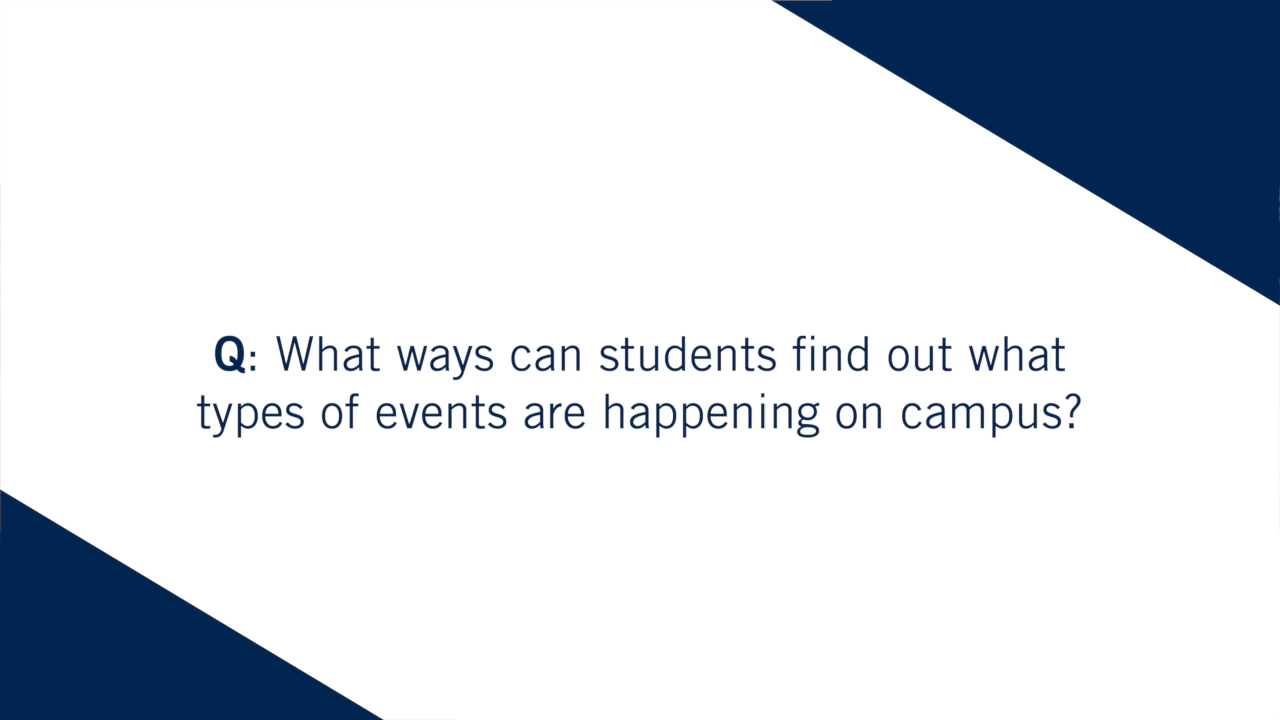 Q: What ways can students find out what
types of events are happening on campus?